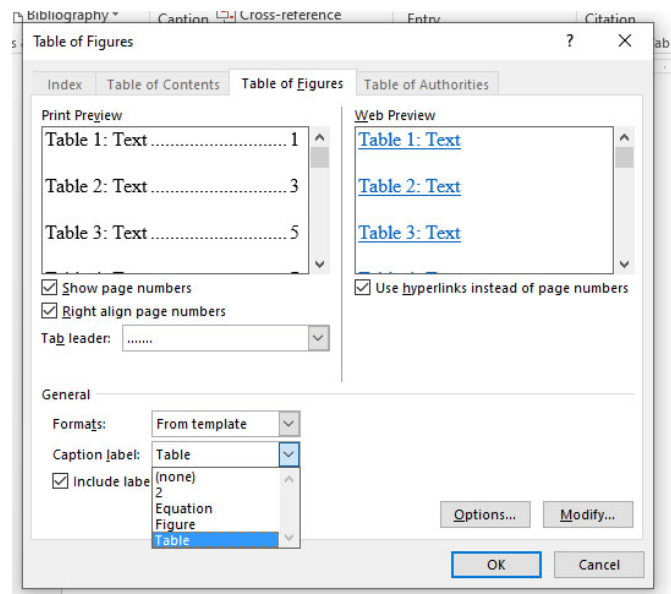 Bibliography Caption Cross-reference Entry Citation
Table of Figures ? X
Index Table of Contents Table of Figures Table of Authorities
Print Preview Web Preview
Table 1: Text ............................ 1 Table 1: Text
Table 2: Text ............................ 3 Table 2: Text
Table 3: Text ............................ 5 Table 3: Text
Show page numbers Use hyperlinks instead of page numbers
Right align page numbers
Tab leader: .......
General
Formats: From template
Caption label: Table
Include labe (none)
2
Equation
Figure
Table
Options... Modify...
OK Cancel